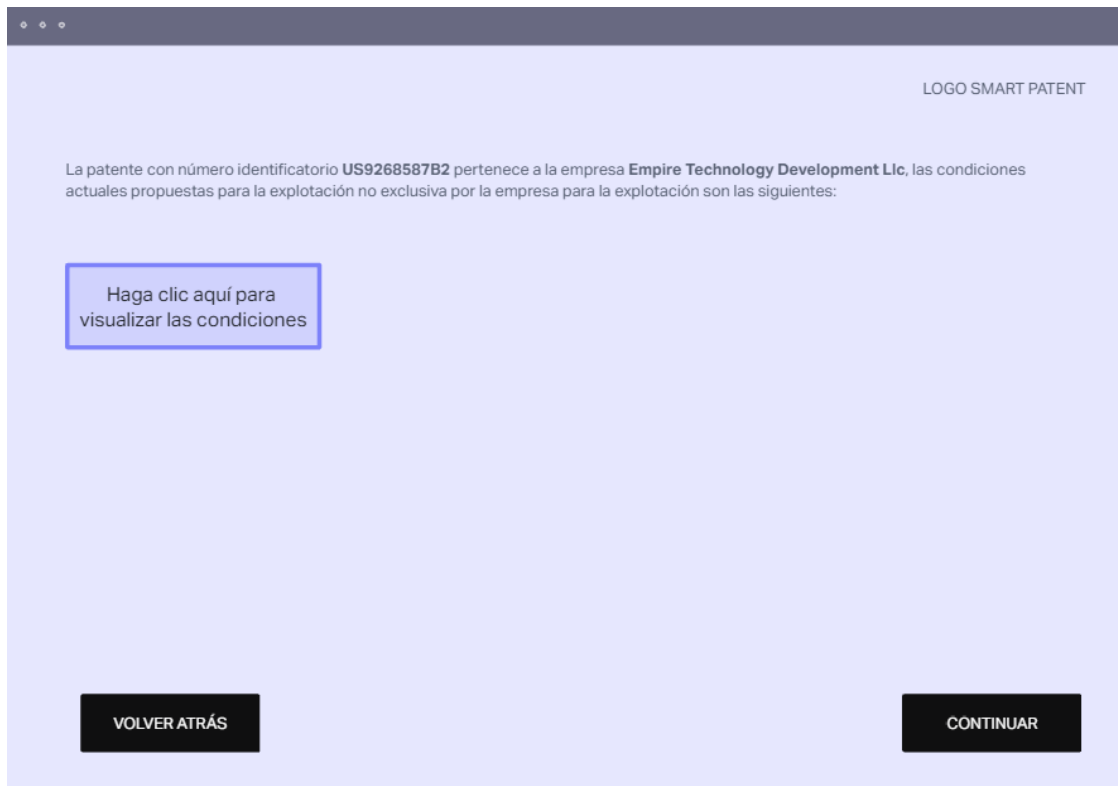 LOGO SMART PATENT
La patente con número identificatorio US9268587B2 pertenece a la empresa Empire Technology Development Llc, las condiciones
actuales propuestas para la explotación no exclusiva por la empresa para la explotación son las siguientes:
Haga clic aquí para
visualizar las condiciones
VOLVER ATRÁS
CONTINUAR